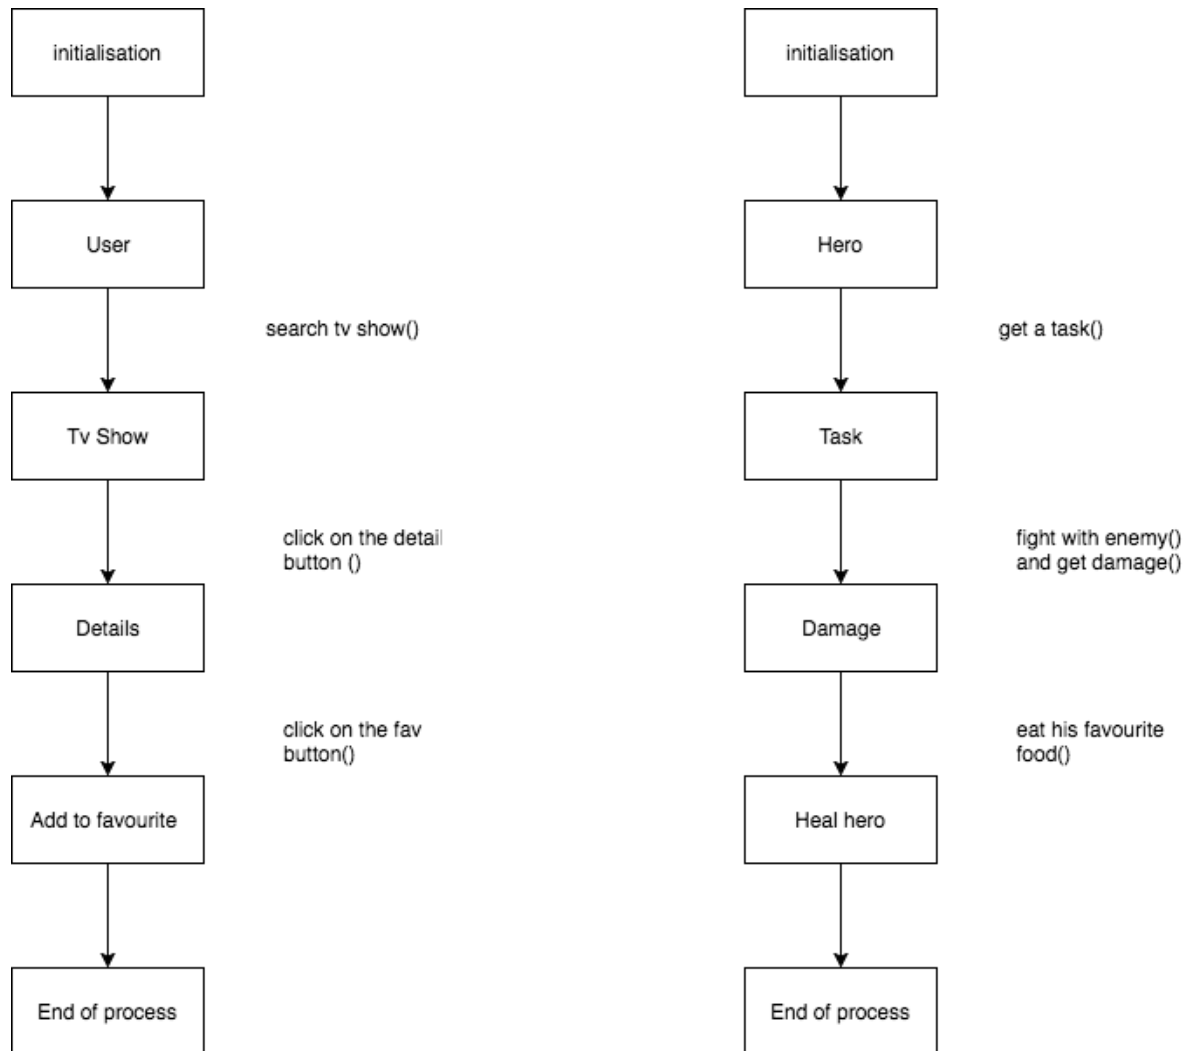 initialisation
User
search tv show()
Tv Show
click on the detail
button ()
Details
click on the fav
button()
Add to favourite
End of process
initialisation
Hero
get a task()
Task
fight with enemy()
and get damage()
Damage
eat his favourite
food()
Heal hero
End of process